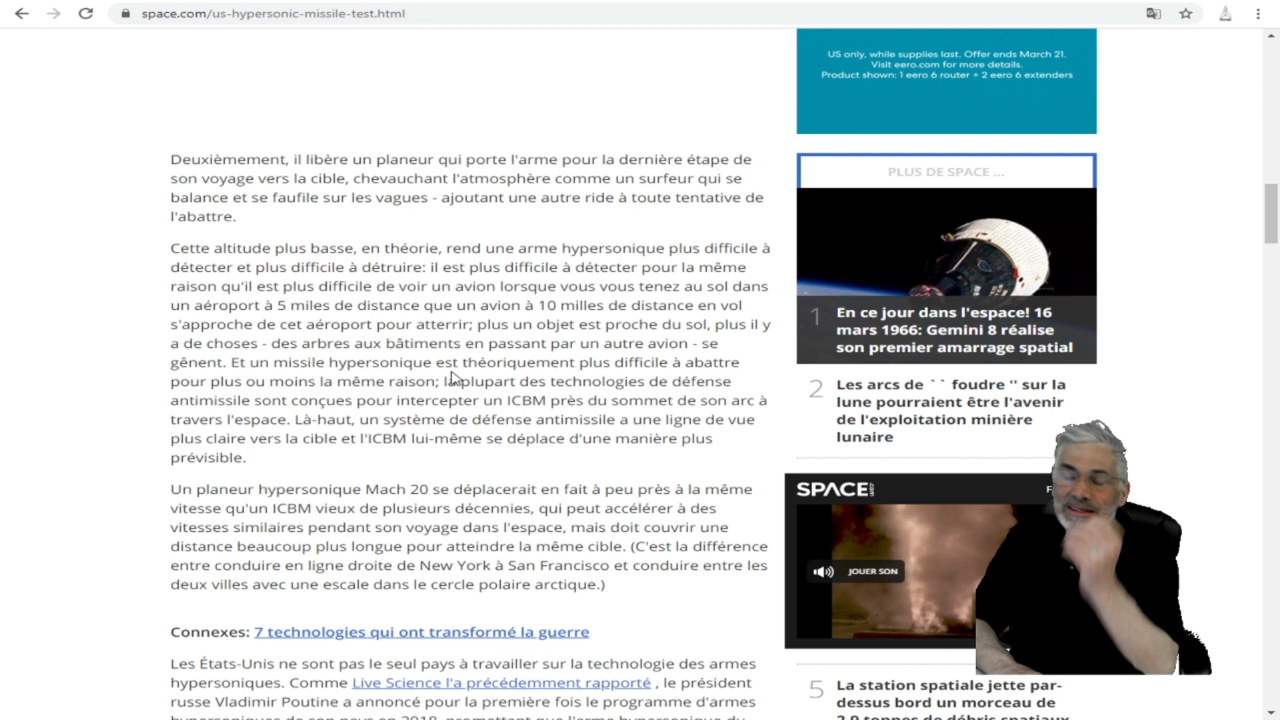 space.com/us-hypersonic-missile-test.html
US only, while supplies last. Offer ends March 21.
Visit eero.com for more details.
Product shown: 1 eero 6 router + 2 eero 6 extenders
Deuxièmement, il libère un planeur qui porte l'arme pour la dernière étape de
son voyage vers la cible, chevauchant l'atmosphère comme un surfeur qui se
balance et se faufile sur les vagues - ajoutant une autre ride à toute tentative de
l'abattre.
Cette altitude plus basse, en théorie, rend une arme hypersonique plus difficile à
détecter et plus difficile à détruire: il est plus difficile à détecter pour la même
raison qu'il est plus difficile de voir un avion lorsque vous vous tenez au sol dans
un aéroport à 5 miles de distance que un avion à 10 milles de distance en vol
s'approche de cet aéroport pour atterrir; plus un objet est proche du sol, plus il y
a de choses - des arbres aux bâtiments en passant par un autre avion - se
gênent. Et un missile hypersonique est théoriquement plus difficile à abattre
pour plus ou moins la même raison; la plupart des technologies de défense
antimissile sont conçues pour intercepter un ICBM près du sommet de son arc à
travers l'espace. Là-haut, un système de défense antimissile a une ligne de vue
plus claire vers la cible et l'ICBM lui-même se déplace d'une manière plus
prévisible.
Un planeur hypersonique Mach 20 se déplacerait en fait à peu près à la même
vitesse qu'un ICBM vieux de plusieurs décennies, qui peut accélérer à des
vitesses similaires pendant son voyage dans l'espace, mais doit couvrir une
distance beaucoup plus longue pour atteindre la même cible. (C'est la différence
entre conduire en ligne droite de New York à San Francisco et conduire entre les
deux villes avec une escale dans le cercle polaire arctique.)
Connexes: 7 technologies qui ont transformé la guerre
Les États-Unis ne sont pas le seul pays à travailler sur la technologie des armes
hypersoniques. Comme Live Science l'a précédemment rapporté , le président
russe Vladimir Poutine a annoncé pour la première fois le programme d'armes
PLUS DE SPACE ...
1 En ce jour dans l'espace! 16
mars 1966: Gemini 8 réalise
son premier amarrage spatial
2 Les arcs de `` foudre '' sur la
lune pourraient être l'avenir
de l'exploitation minière
lunaire
SPACE.com
JOUER SON
5 La station spatiale jette par-
dessus bord un morceau de